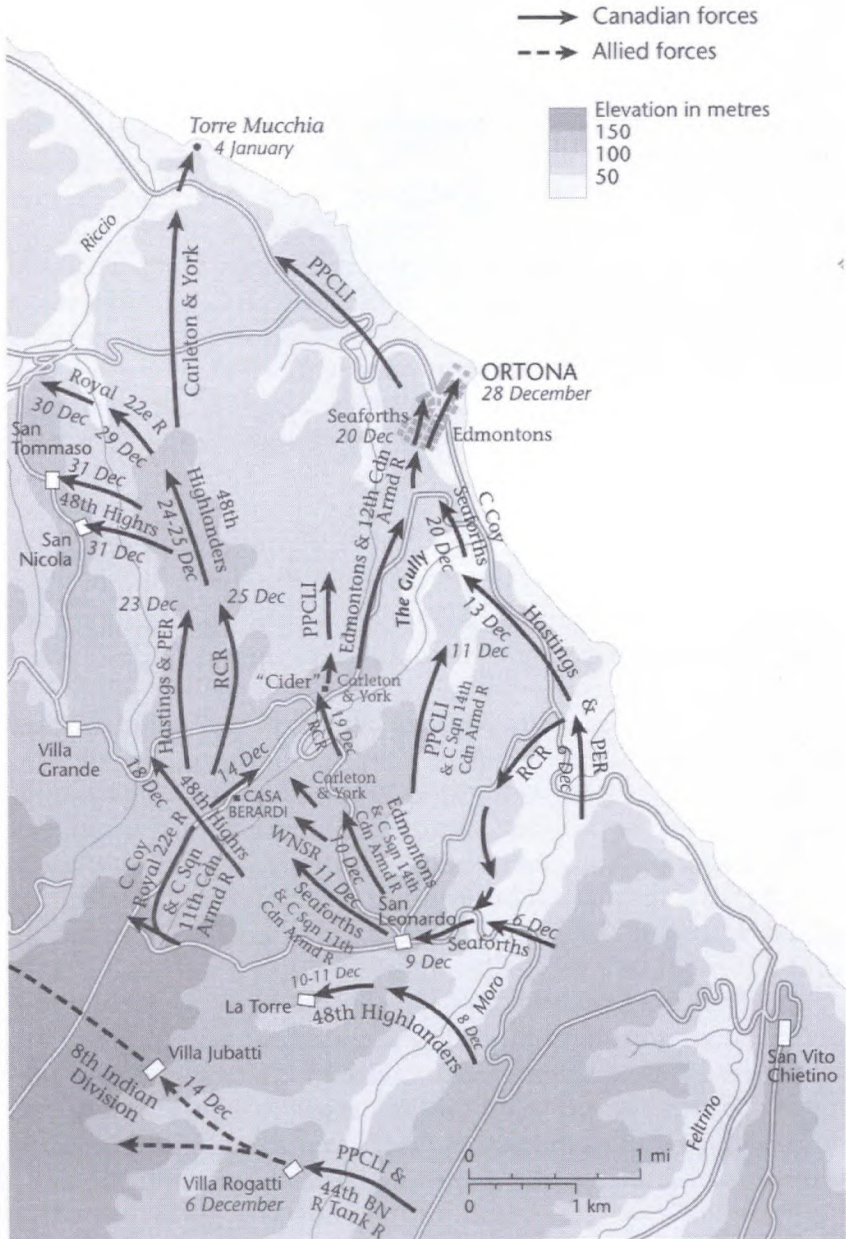 Canadian forces
Allied forces
Elevation in metres
150
100
50
Torre Mucchia
4 January
Riccio
Carleton & York
PPCLI
ORTONA
28 December
Seaforths
20 Dec
Edmontons
Royal 22e R
30 Dec
29 Dec
San
Tommaso
31 Dec
48th Highrs
San
Nicola
31 Dec
48th
Highlanders
24-25 Dec
Edmontons & 12th Cdn
Armd R
C Coy
Seaforths
20 Dec
The Gully
13 Dec
Hastings
&
PER
6 Dec
23 Dec
25 Dec
Hastings & PER
RCR
PPCLI
"Cider"
Carleton
& York
19 Dec
RCR
11 Dec
PPCLI
& C Sqn 14th
Cdn Armd R
RCR
Villa
Grande
18 Dec
48th Highrs
14 Dec
CASA
BERARDI
C Coy
Royal 22e R
& C Sqn
11th Cdn
Armd R
Carleton
& York
WNSR
10 Dec
Edmontons
& C Sqn 14th
Cdn Armd R
11 Dec
Seaforths
& C Sqn 11th
Cdn Armd R
San
Leonardo
9 Dec
6 Dec
Seaforths
10-11 Dec
La Torre
48th Highlanders
8 Dec
Moro
Villa Jubatti
8th Indian
Division
14 Dec
San Vito
Chietino
Feltrino
Villa Rogatti
6 December
PPCLI &
44th BN
R Tank R
0
1 mi
0
1 km